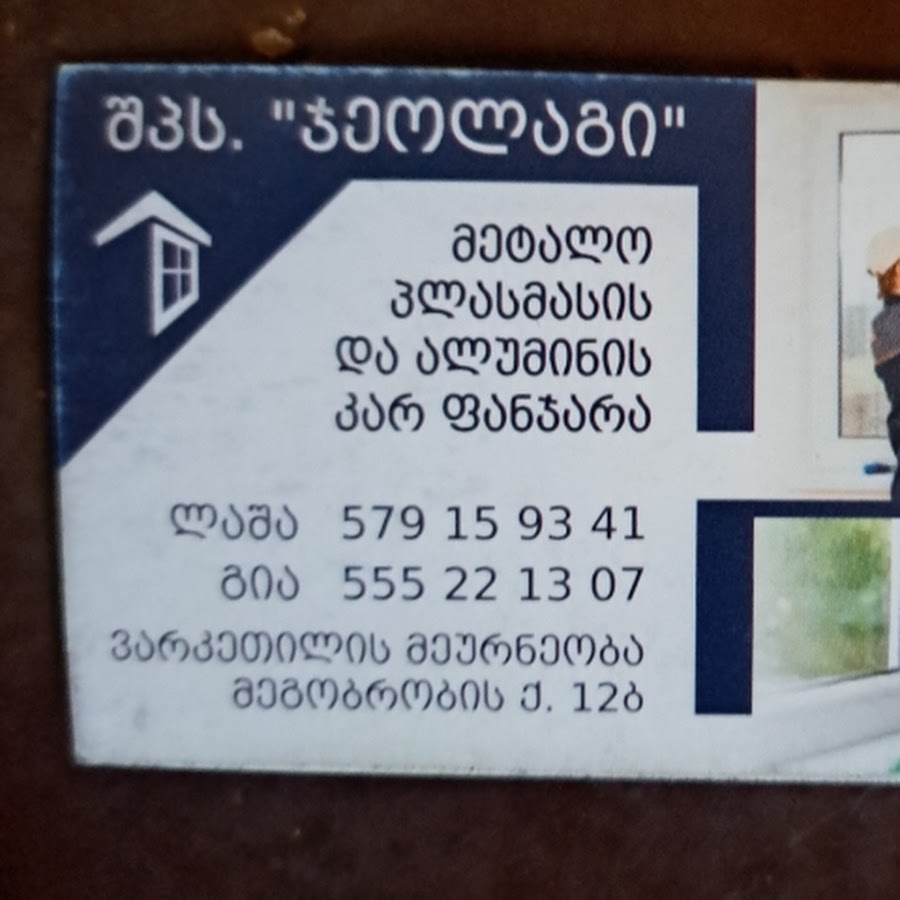 შპს. "ჯეოლაგი"
მეტალო
პლასმასის
და ალუმინის
კარ ფანჯარა
ლაშა 579 15 93 41
გია 555 22 13 07
ვარკეთილის მეურნეობა
მეგობრობის ქ. 12ბ